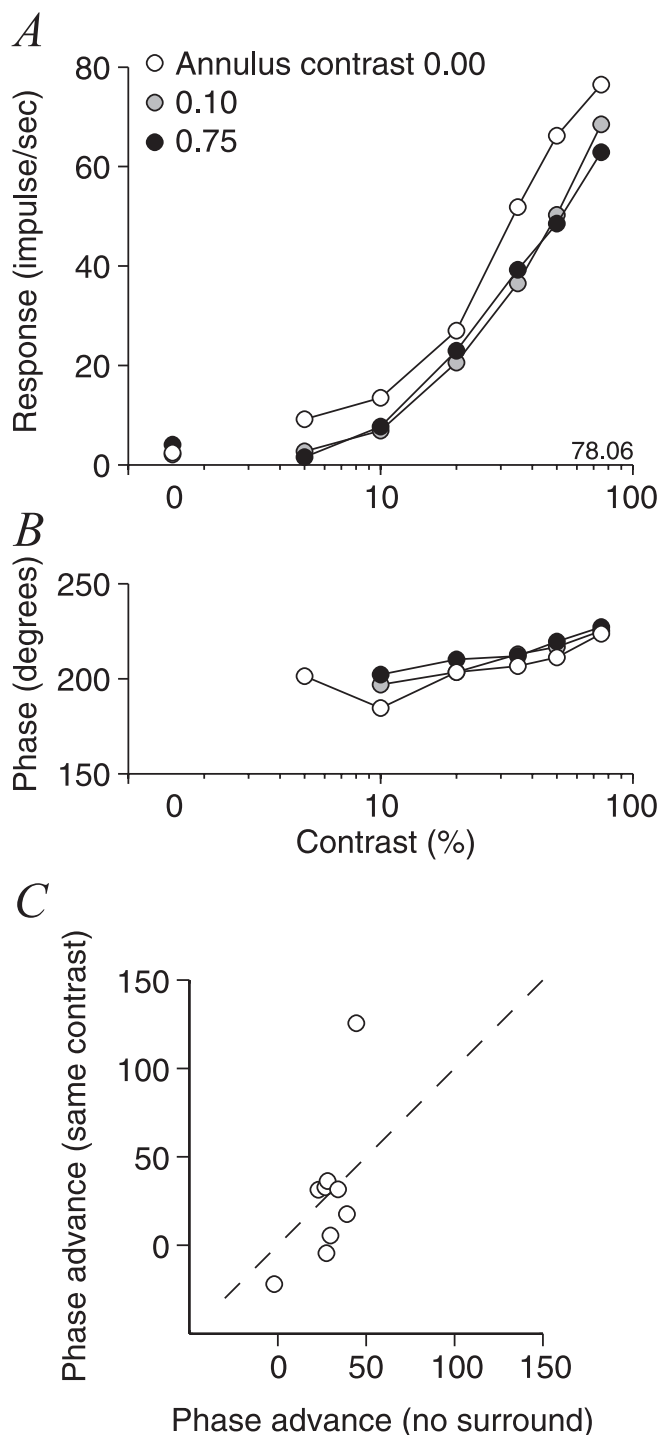 A
Response (impulse/sec)
80
60
40
20
0
Annulus contrast 0.00
0.10
0.75
78.06
0 10 100
B
Phase (degrees)
250
200
150
0 10 100
Contrast (%)
C
Phase advance (same contrast)
150
100
50
0
0 50 100 150
Phase advance (no surround)